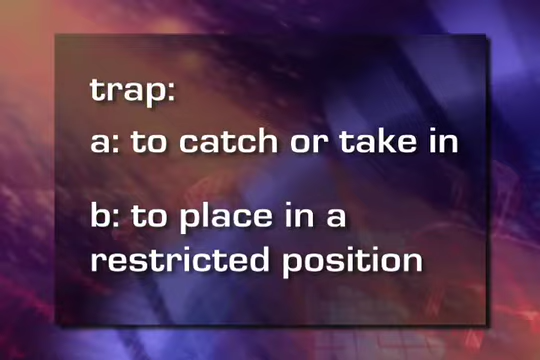 trap:
a: to catch or take in
b: to place in a
restricted position